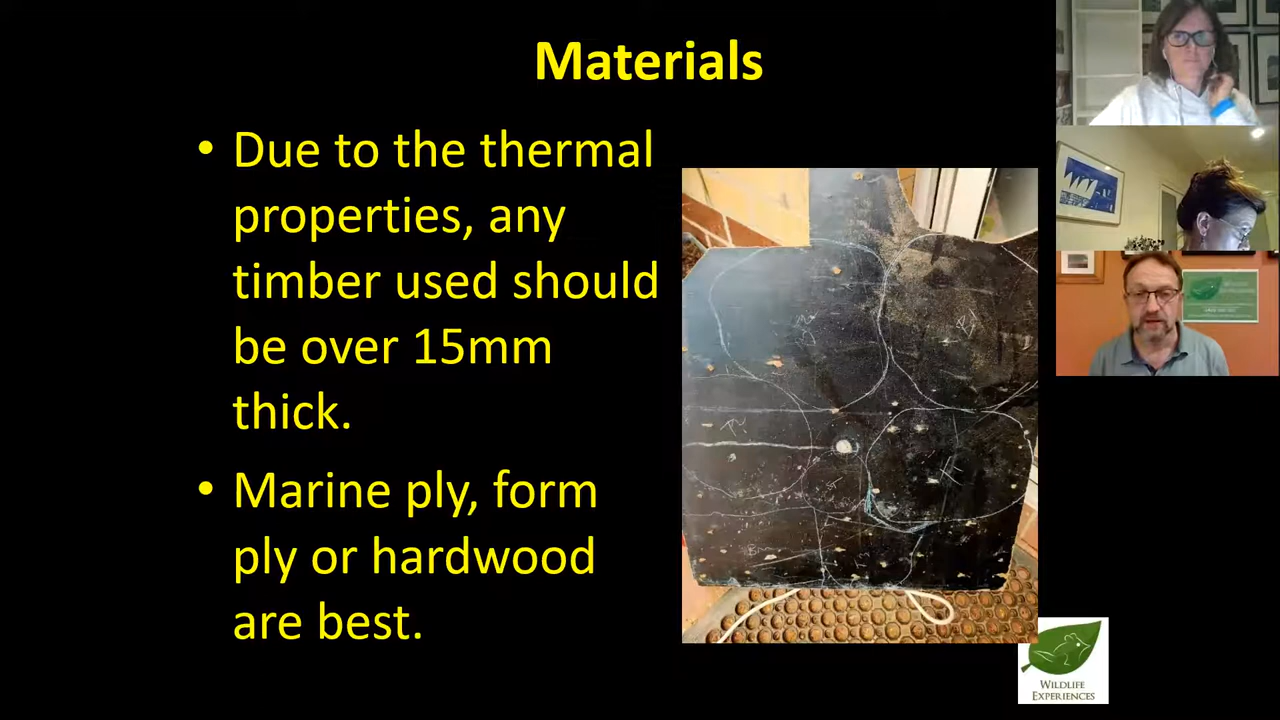 Materials
• Due to the thermal
properties, any
timber used should
be over 15mm
thick.
• Marine ply, form
ply or hardwood
are best.
WILDLIFE
EXPERIENCES